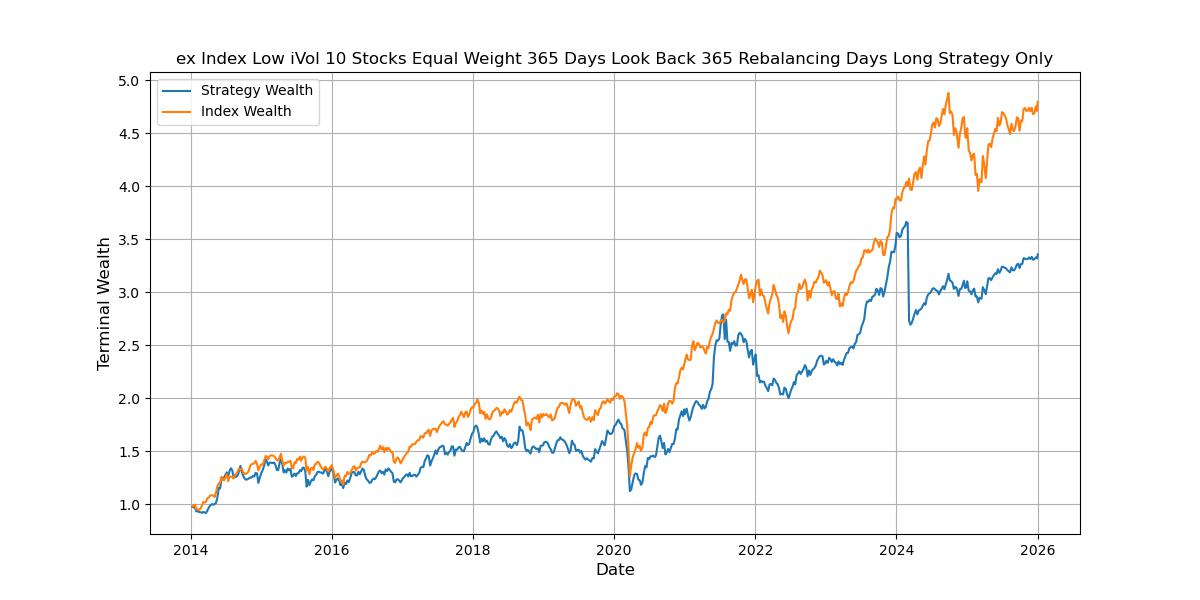 ex Index Low iVol 10 Stocks Equal Weight 365 Days Look Back 365 Rebalancing Days Long Strategy Only
Strategy Wealth
Index Wealth
Terminal Wealth
5.0
4.5
4.0
3.5
3.0
2.5
2.0
1.5
1.0
2014 2016 2018 2020 2022 2024 2026
Date